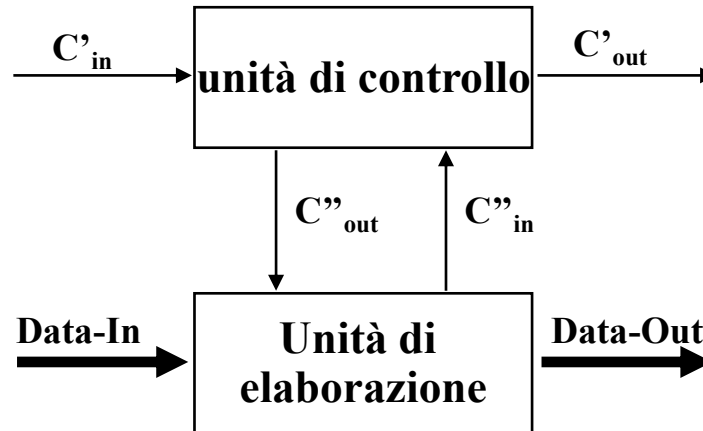 C’in
unità di controllo
C’out
C”out
C”in
Data-In
Unità di
elaborazione
Data-Out